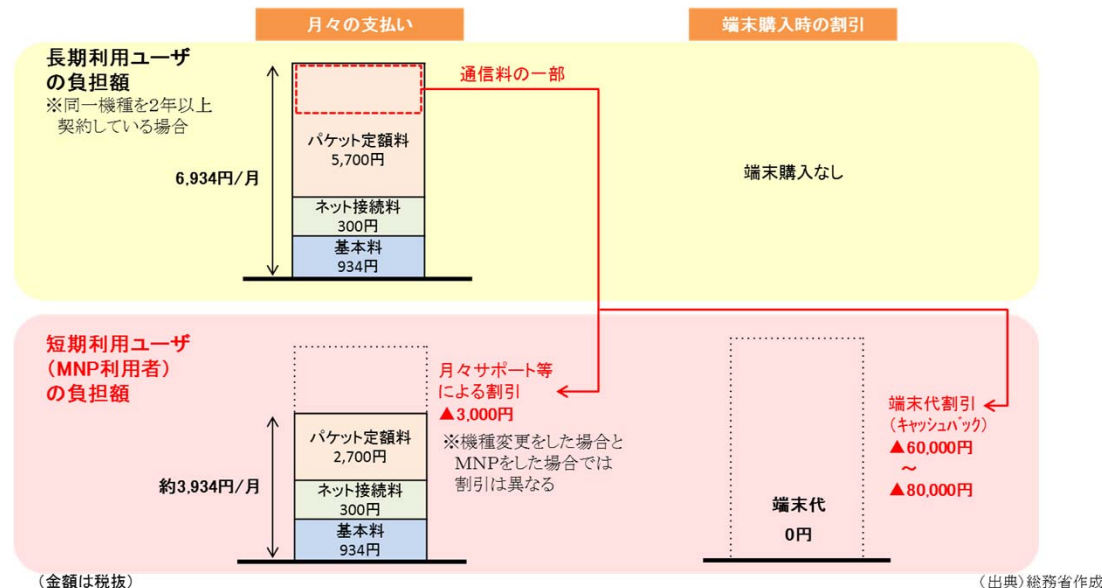 月々の支払い
端末購入時の割引
長期利用ユーザ
の負担額
※同一機種を2年以上
契約している場合
6,934円/月
パケット定額料
5,700円
ネット接続料
300円
基本料
934円
通信料の一部
端末購入なし
短期利用ユーザ
(MNP利用者)
の負担額
約3,934円/月
パケット定額料
2,700円
ネット接続料
300円
基本料
934円
月々サポート等
による割引
▲3,000円
※機種変更をした場合と
MNPをした場合では
割引は異なる
端末代
0円
端末代割引
(キャッシュバック)
▲60,000円
~
▲80,000円
(金額は税抜)
(出典)総務省作成